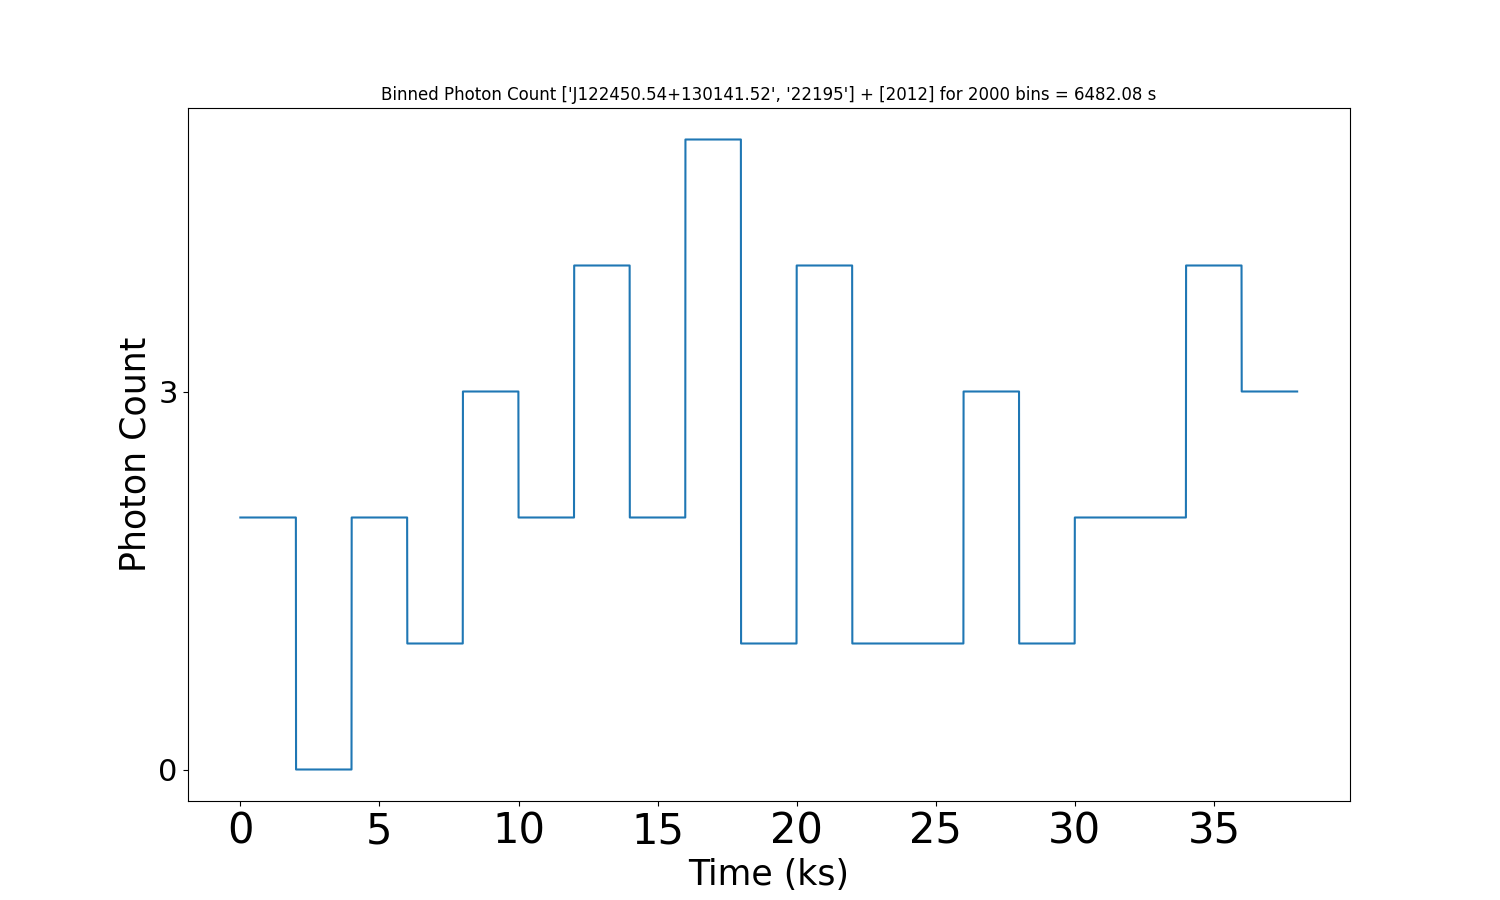 Binned Photon Count ['J122450.54+130141.52', '22195'] + [2012] for 2000 bins = 6482.08 s
Photon Count
3
0
0 5 10 15 20 25 30 35
Time (ks)